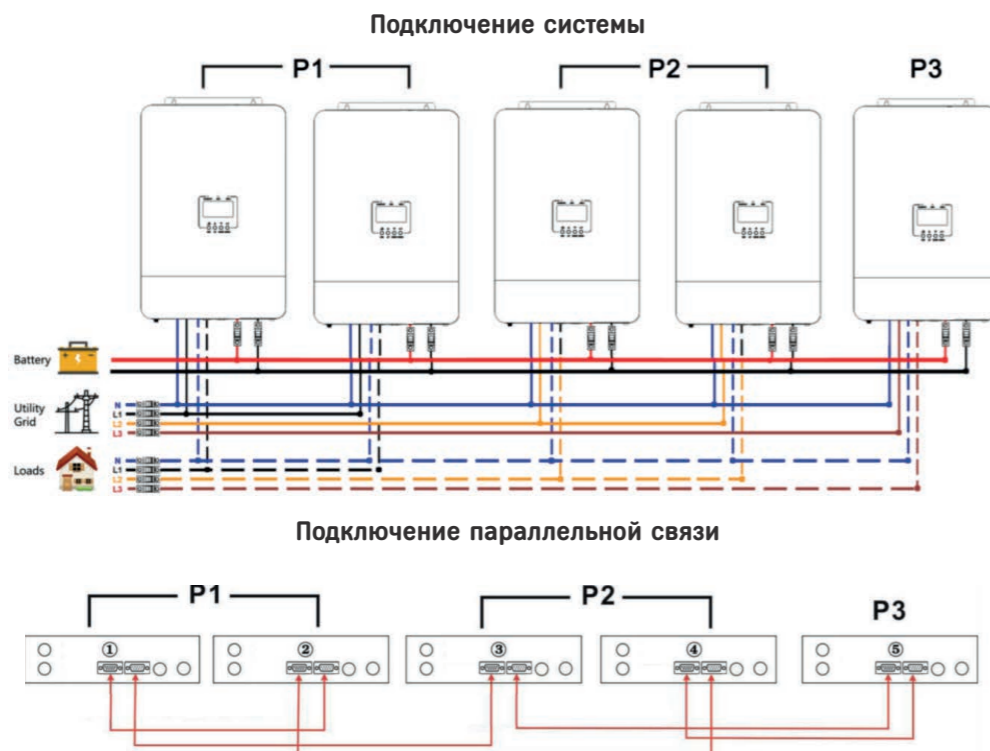 Подключение системы
P1 P2 P3
Battery
Utility
Grid
N
L1
L2
L3
Loads
N
L1
L2
L3
Подключение параллельной связи
P1 P2 P3
① ② ③ ④ ⑤